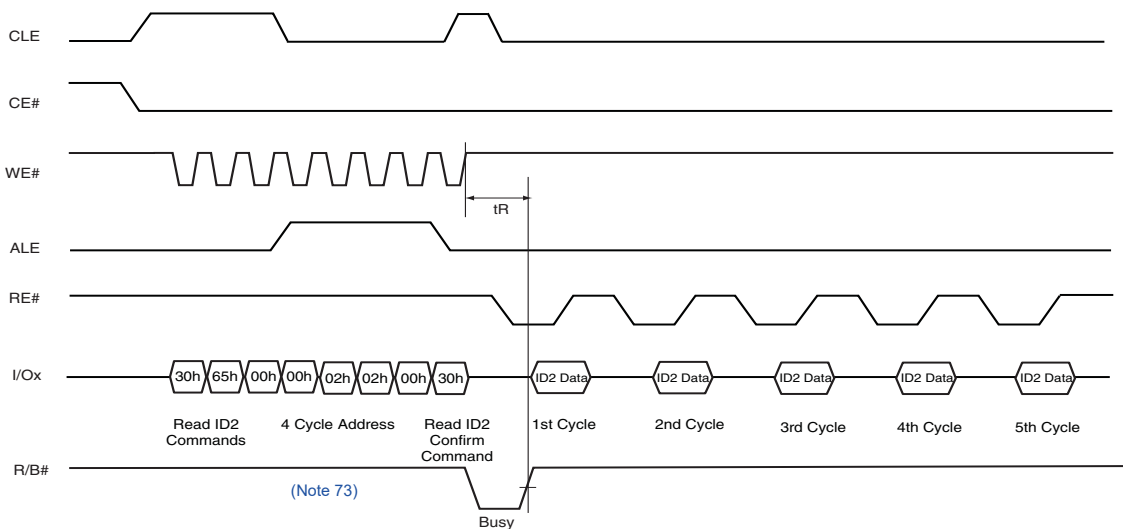 CLE
CE#
WE#
tR
ALE
RE#
I/Ox
30h 65h 00h 00h 02h 02h 00h 30h ID2 Data ID2 Data ID2 Data ID2 Data ID2 Data
Read ID2
Commands
4 Cycle Address
Read ID2
Confirm
Command
1st Cycle
2nd Cycle
3rd Cycle
4th Cycle
5th Cycle
R/B#
(Note 73)
Busy